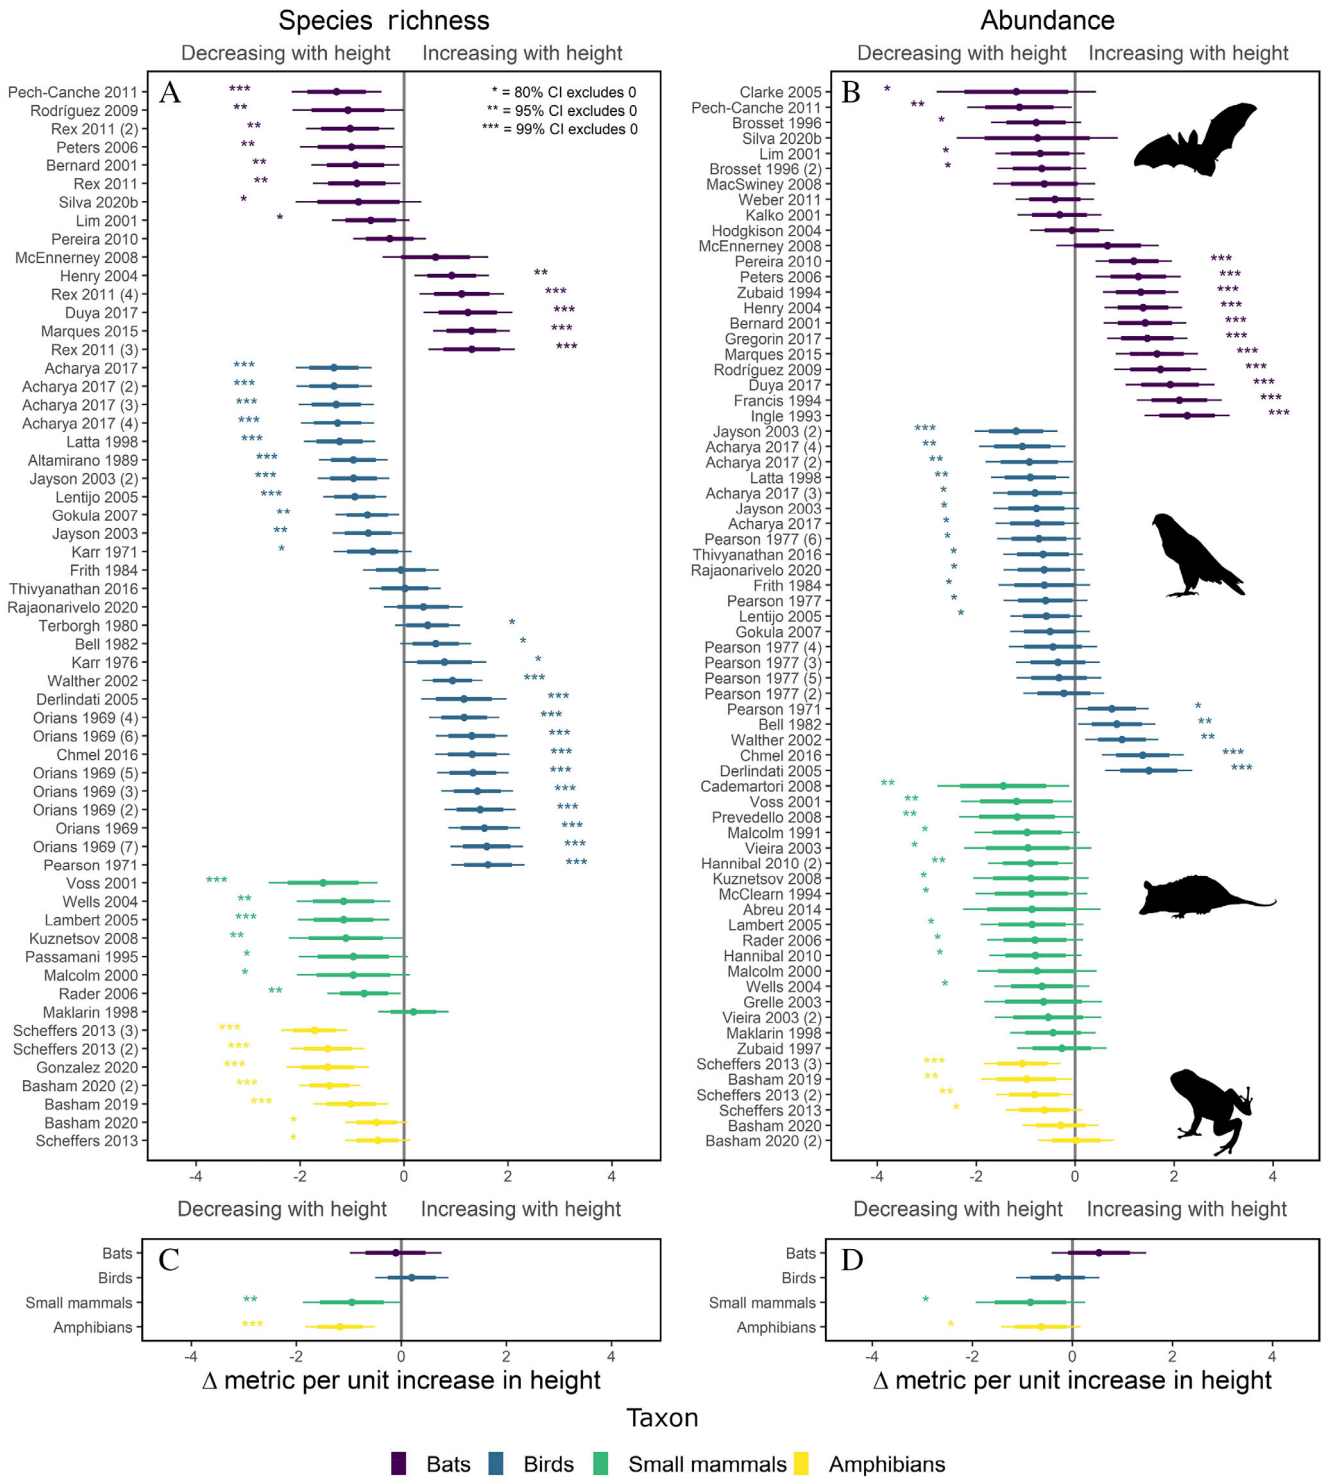 Species richness
Decreasing with height Increasing with height
A
* = 80% CI excludes 0
** = 95% CI excludes 0
*** = 99% CI excludes 0
Pech-Canche 2011 ***
Rodríguez 2009 **
Rex 2011 (2) **
Peters 2006 **
Bernard 2001 **
Rex 2011 **
Silva 2020b *
Lim 2001 *
Pereira 2010
McEnnerney 2008
Henry 2004 **
Rex 2011 (4) ***
Duya 2017 ***
Marques 2015 ***
Rex 2011 (3) ***
Acharya 2017 ***
Acharya 2017 (2) ***
Acharya 2017 (3) ***
Acharya 2017 (4) ***
Latta 1998 ***
Altamirano 1989 ***
Jayson 2003 (2) ***
Lentijo 2005 ***
Gokula 2007 **
Jayson 2003 **
Karr 1971 *
Frith 1984
Thivyanathan 2016
Rajaonarivelo 2020
Terborgh 1980 *
Bell 1982 *
Karr 1976 *
Walther 2002 ***
Derlindati 2005 ***
Orians 1969 (4) ***
Orians 1969 (6) ***
Chmel 2016 ***
Orians 1969 (5) ***
Orians 1969 (3) ***
Orians 1969 (2) ***
Orians 1969 ***
Orians 1969 (7) ***
Pearson 1971 ***
Voss 2001 ***
Wells 2004 **
Lambert 2005 ***
Kuznetsov 2008 **
Passamani 1995 *
Malcolm 2000 *
Rader 2006 **
Maklarin 1998
Scheffers 2013 (3) ***
Scheffers 2013 (2) ***
Gonzalez 2020 ***
Basham 2020 (2) ***
Basham 2019 ***
Basham 2020 *
Scheffers 2013 *
-4 -2 0 2 4
Abundance
Decreasing with height Increasing with height
B
Clarke 2005 *
Pech-Canche 2011 **
Brosset 1996 *
Silva 2020b
Lim 2001 *
Brosset 1996 (2) *
MacSwiney 2008
Weber 2011
Kalko 2001
Hodgkison 2004
McEnnerney 2008
Pereira 2010 ***
Peters 2006 ***
Zubaid 1994 ***
Henry 2004 ***
Bernard 2001 ***
Gregorin 2017 ***
Marques 2015 ***
Rodríguez 2009 ***
Duya 2017 ***
Francis 1994 ***
Ingle 1993 ***
Jayson 2003 (2) ***
Acharya 2017 (4) **
Acharya 2017 (2) **
Latta 1998 **
Acharya 2017 (3) *
Jayson 2003 *
Acharya 2017 *
Pearson 1977 (6) *
Thivyanathan 2016 *
Rajaonarivelo 2020 *
Frith 1984 *
Pearson 1977 *
Lentijo 2005 *
Gokula 2007
Pearson 1977 (4)
Pearson 1977 (3)
Pearson 1977 (5)
Pearson 1977 (2)
Pearson 1971 *
Bell 1982 **
Walther 2002 **
Chmel 2016 ***
Derlindati 2005 ***
Cademartori 2008 **
Voss 2001 **
Prevedello 2008 **
Malcolm 1991 *
Vieira 2003 *
Hannibal 2010 (2) **
Kuznetsov 2008 *
McClearn 1994 *
Abreu 2014
Lambert 2005 *
Rader 2006 *
Hannibal 2010 *
Malcolm 2000
Wells 2004 *
Grelle 2003
Vieira 2003 (2)
Maklarin 1998
Zubaid 1997
Scheffers 2013 (3) ***
Basham 2019 **
Scheffers 2013 (2) **
Scheffers 2013 *
Basham 2020
Basham 2020 (2)
-4 -2 0 2 4
Decreasing with height Increasing with height
C
Bats
Birds
Small mammals **
Amphibians ***
-4 -2 0 2 4
Δ metric per unit increase in height
Decreasing with height Increasing with height
D
Bats
Birds
Small mammals *
Amphibians *
-4 -2 0 2 4
Δ metric per unit increase in height
Taxon
Bats Birds Small mammals Amphibians